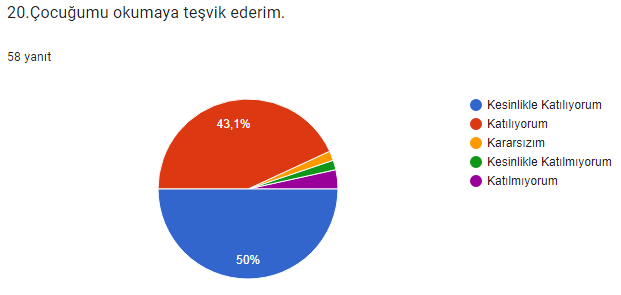 20.Çocuğumu okumaya teşvik ederim.
58 yanıt
43,1%
50%
Kesinlikle Katılıyorum
Katılıyorum
Kararsızım
Kesinlikle Katılmıyorum
Katılmıyorum